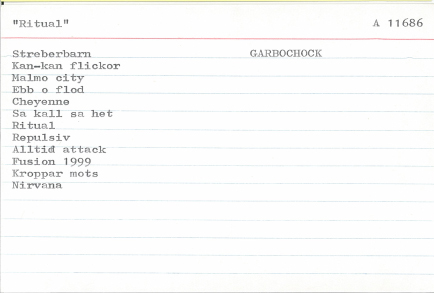 "Ritual" A 11686
Streberbarn GARBOCHOCK
Kan-kan flickor
Malmo city
Ebb o flod
Cheyenne
Sa kall sa het
Ritual
Repulsiv
Alltid attack
Fusion 1999
Kroppar mots
Nirvana